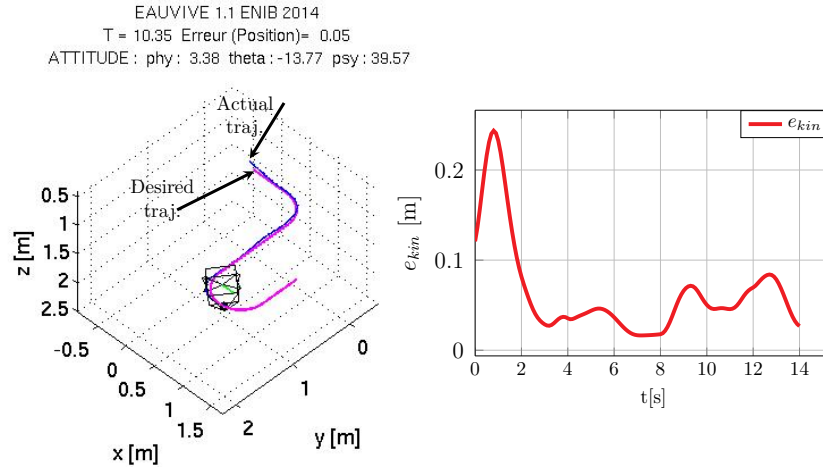 EAUVIVE 1.1 ENIB 2014
T = 10.35 Erreur (Position)= 0.05
ATTITUDE : phy : 3.38 theta : -13.77 psy : 39.57
Actual
traj.
Desired
traj.
0.5
1
1.5
2
2.5
z [m]
-0.5
0
0.5
1
1.5
x [m]
2
1
0
y [m]
e_kin
0.2
0.1
0
e_kin [m]
0 2 4 6 8 10 12 14
t[s]